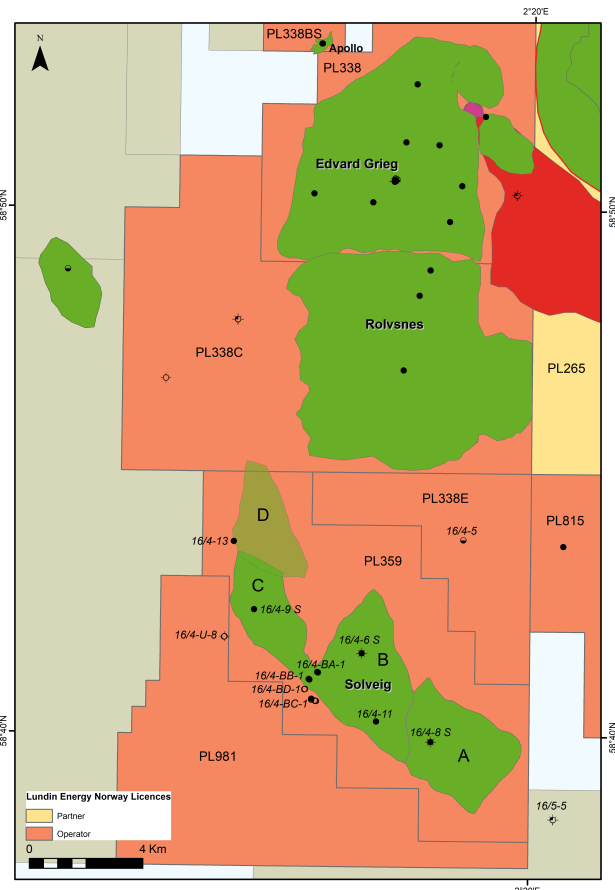 2°20'E
PL338BS
N
Apollo
PL338
Edvard Grieg
58°50'N
58°50'N
Rolvsnes
PL338C
PL265
PL338E
D
16/4-5
PL815
16/4-13
PL359
C
16/4-9 S
16/4-U-8
16/4-6 S
B
16/4-BA-1
16/4-BB-1
Solveig
16/4-BD-1
16/4-BC-1
16/4-11
16/4-8 S
58°40'N
58°40'N
PL981
A
Lundin Energy Norway Licences
Partner
16/5-5
Operator
0 4 Km
2°20'E